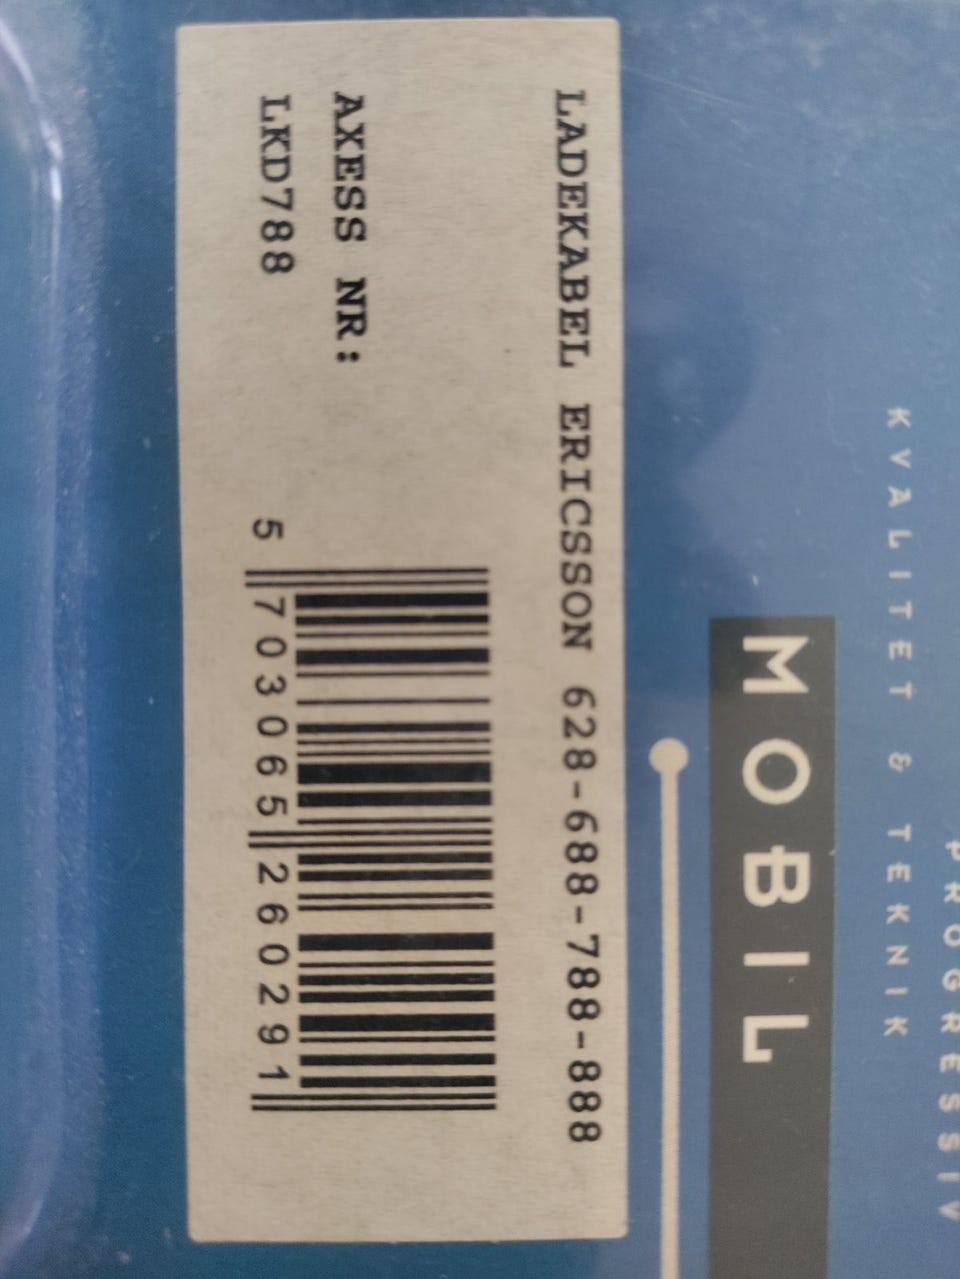 PROGRESSIV
KVALITET & TEKNIK
MOBIL
LADEKABEL ERICSSON 628-688-788-888
AXESS NR:
LKD788
5 703065 260291